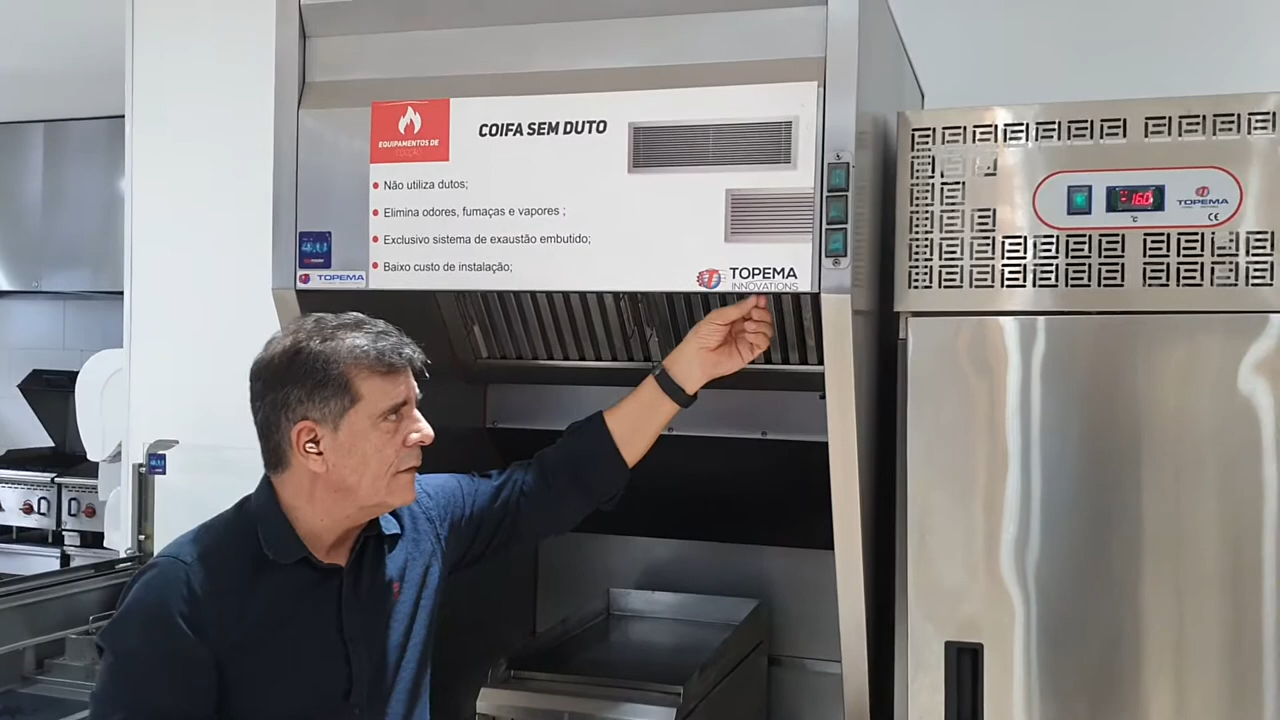 EQUIPAMENTOS DE
COCÇÃO
COIFA SEM DUTO
Não utiliza dutos;
Elimina odores, fumaças e vapores ;
Exclusivo sistema de exaustão embutido;
Baixo custo de instalação;
TOPEMA
TOPEMA
INNOVATIONS
-16.0
°C
TOPEMA
CE